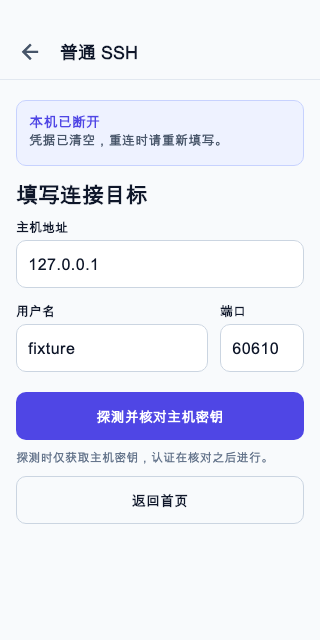 普通 SSH
本机已断开
凭据已清空，重连时请重新填写。
填写连接目标
主机地址
127.0.0.1
用户名
端口
fixture
60610
探测并核对主机密钥
探测时仅获取主机密钥，认证在核对之后进行。
返回首页